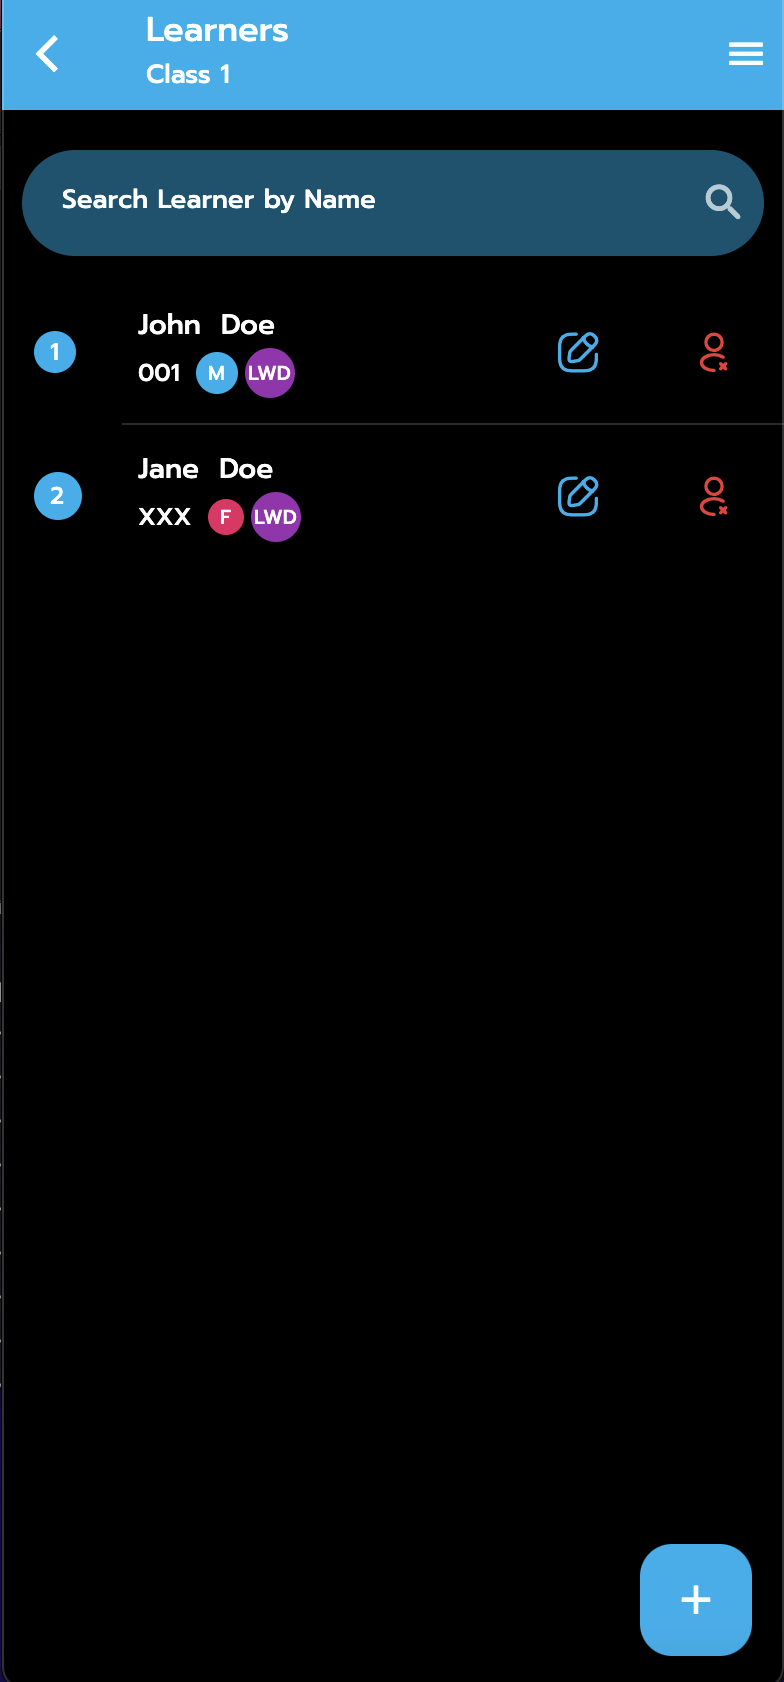 Learners
Class 1
Search Learner by Name
1
John Doe
001 M LWD
2
Jane Doe
XXX F LWD
+